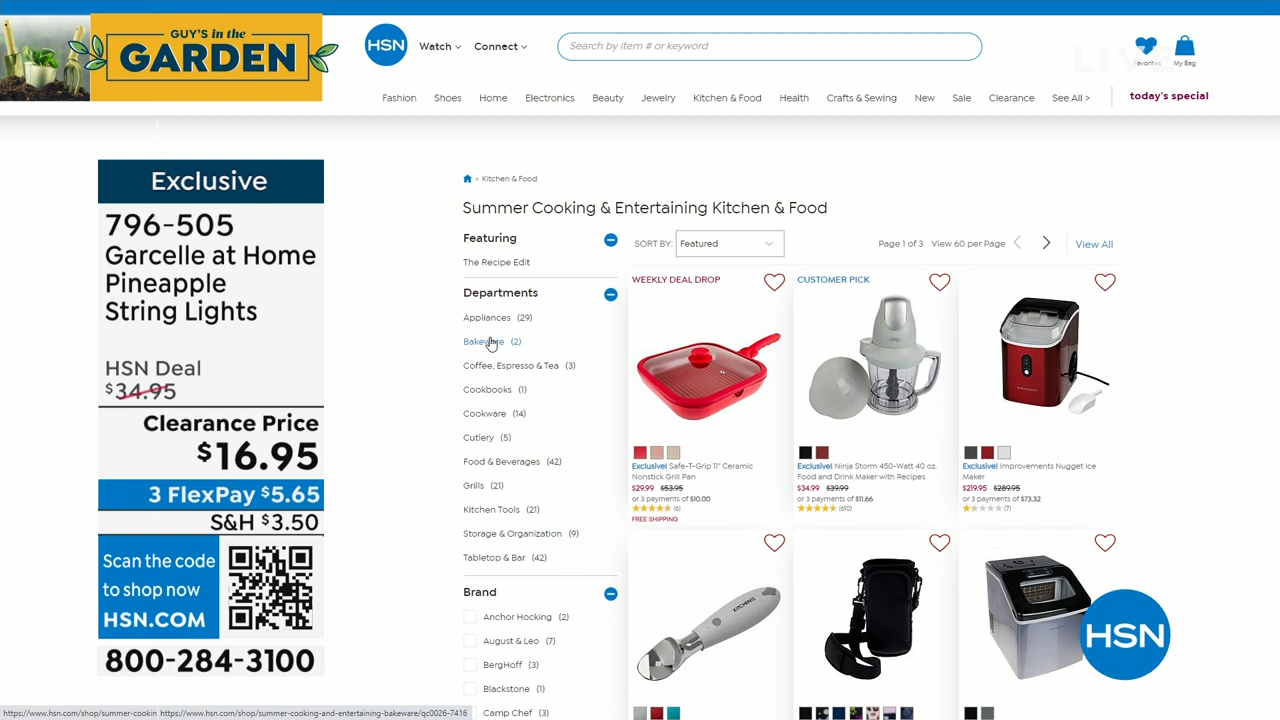 GUY'S in the
GARDEN
HSN
Watch
Connect
Search by item # or keyword
LIVE
Favorites
My Bag
Fashion
Shoes
Home
Electronics
Beauty
Jewelry
Kitchen & Food
Health
Crafts & Sewing
New
Sale
Clearance
See All >
today's special
Exclusive
796-505
Garcelle at Home
Pineapple
String Lights
HSN Deal
$34.95
Clearance Price
$16.95
3 FlexPay $5.65
S&H $3.50
Scan the code
to shop now
HSN.COM
800-284-3100
> Kitchen & Food
Summer Cooking & Entertaining Kitchen & Food
Featuring
The Recipe Edit
Departments
Appliances (29)
Bakeware (2)
Coffee, Espresso & Tea (3)
Cookbooks (1)
Cookware (14)
Cutlery (5)
Food & Beverages (42)
Grills (21)
Kitchen Tools (21)
Storage & Organization (9)
Tabletop & Bar (42)
Brand
Anchor Hocking (2)
August & Leo (7)
BergHoff (3)
Blackstone (1)
Camp Chef (3)
SORT BY: Featured
Page 1 of 3 View 60 per Page
View All
WEEKLY DEAL DROP
Exclusive! Safe-T-Grip 11" Ceramic
Nonstick Grill Pan
$29.99 $53.95
or 3 payments of $10.00
(6)
FREE SHIPPING
CUSTOMER PICK
Exclusive! Ninja Storm 450-Watt 40 oz.
Food and Drink Maker with Recipes
$34.99 $39.99
or 3 payments of $11.66
(610)
Exclusive! Improvements Nugget Ice
Maker
$219.95 $289.95
or 3 payments of $73.32
(7)
HSN
https://www.hsn.com/shop/summer-cookin
https://www.hsn.com/shop/summer-cooking-and-entertaining-bakeware/qc0026-7416